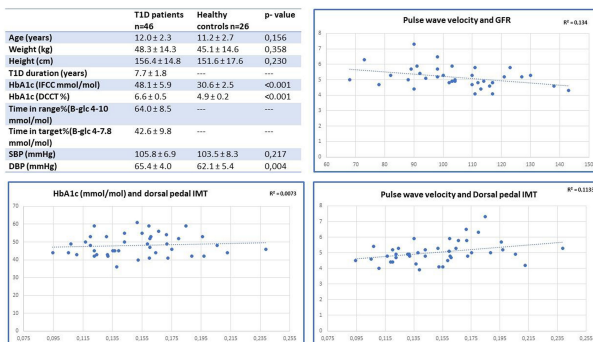 T1D patients n=46 Healthy controls n=26 p- value
Age (years) 12.0 ± 2.3 11.2 ± 2.7 0,156
Weight (kg) 48.3 ± 14.3 45.1 ± 14.6 0,358
Height (cm) 156.4 ± 14.8 151.6 ± 17.6 0,230
T1D duration (years) 7.7 ± 1.8 --- ---
HbA1c (IFCC mmol/mol) 48.1 ± 5.9 30.6 ± 2.5 <0.001
HbA1c (DCCT %) 6.6 ± 0.5 4.9 ± 0.2 <0.001
Time in range%(B-glc 4-10 mmol/mol) 64.0 ± 8.5 --- ---
Time in target%(B-glc 4-7.8 mmol/mol) 42.6 ± 9.8 --- ---
SBP (mmHg) 105.8 ± 6.9 103.5 ± 8.3 0,217
DBP (mmHg) 65.4 ± 4.0 62.1 ± 5.4 0,004
Pulse wave velocity and GFR
R² = 0.134
8
7
6
5
4
3
2
1
0
60 70 80 90 100 110 120 130 140 150
HbA1c (mmol/mol) and dorsal pedal IMT
R² = 0.0073
70
60
50
40
30
20
10
0
0,075 0,095 0,115 0,135 0,155 0,175 0,195 0,215 0,235 0,255
Pulse wave velocity and Dorsal pedal IMT
R² = 0.1133
8
7
6
5
4
3
2
1
0
0,075 0,095 0,115 0,135 0,155 0,175 0,195 0,215 0,235 0,255